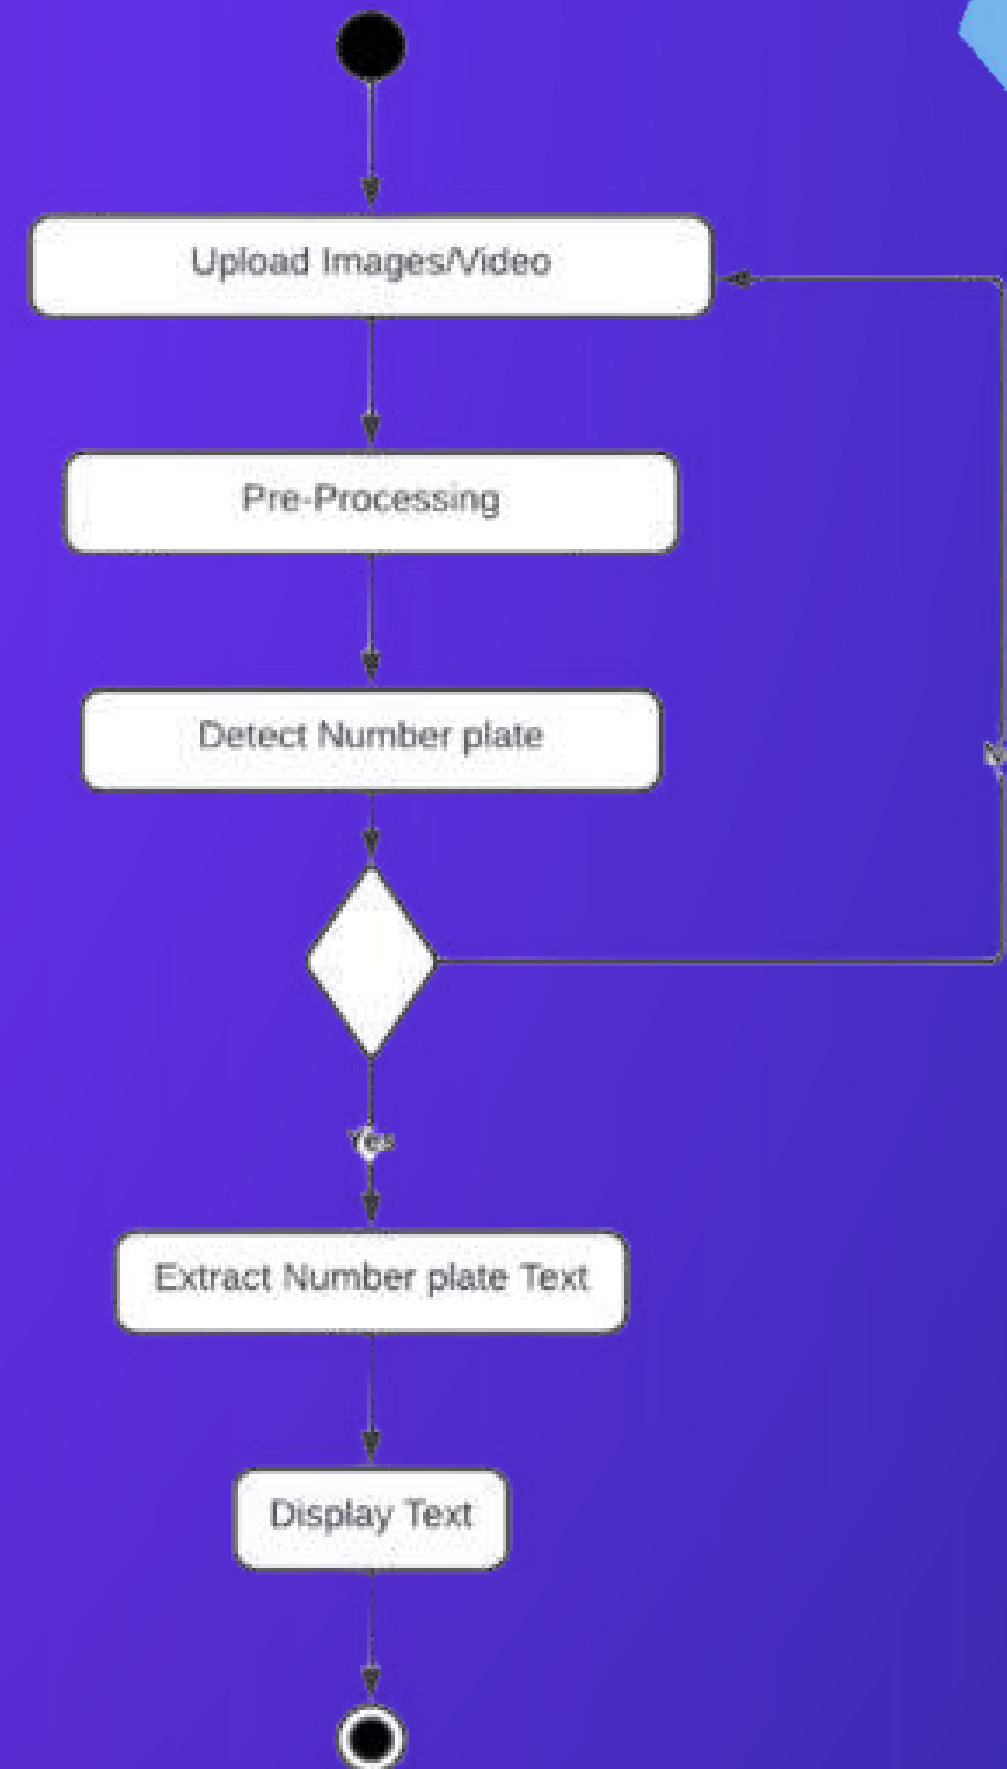 Upload Images/Video
Pre-Processing
Detect Number plate
Yes
Extract Number plate Text
Display Text